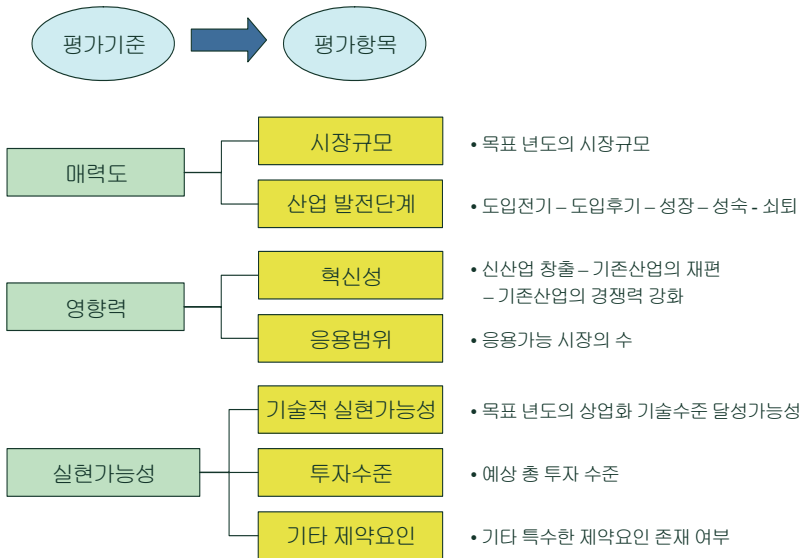 평가기준
평가항목
매력도
시장규모
• 목표 년도의 시장규모
산업 발전단계
• 도입전기 – 도입후기 – 성장 – 성숙 - 쇠퇴
영향력
혁신성
• 신산업 창출 – 기존산업의 재편
– 기존산업의 경쟁력 강화
응용범위
• 응용가능 시장의 수
실현가능성
기술적 실현가능성
• 목표 년도의 상업화 기술수준 달성가능성
투자수준
• 예상 총 투자 수준
기타 제약요인
• 기타 특수한 제약요인 존재 여부